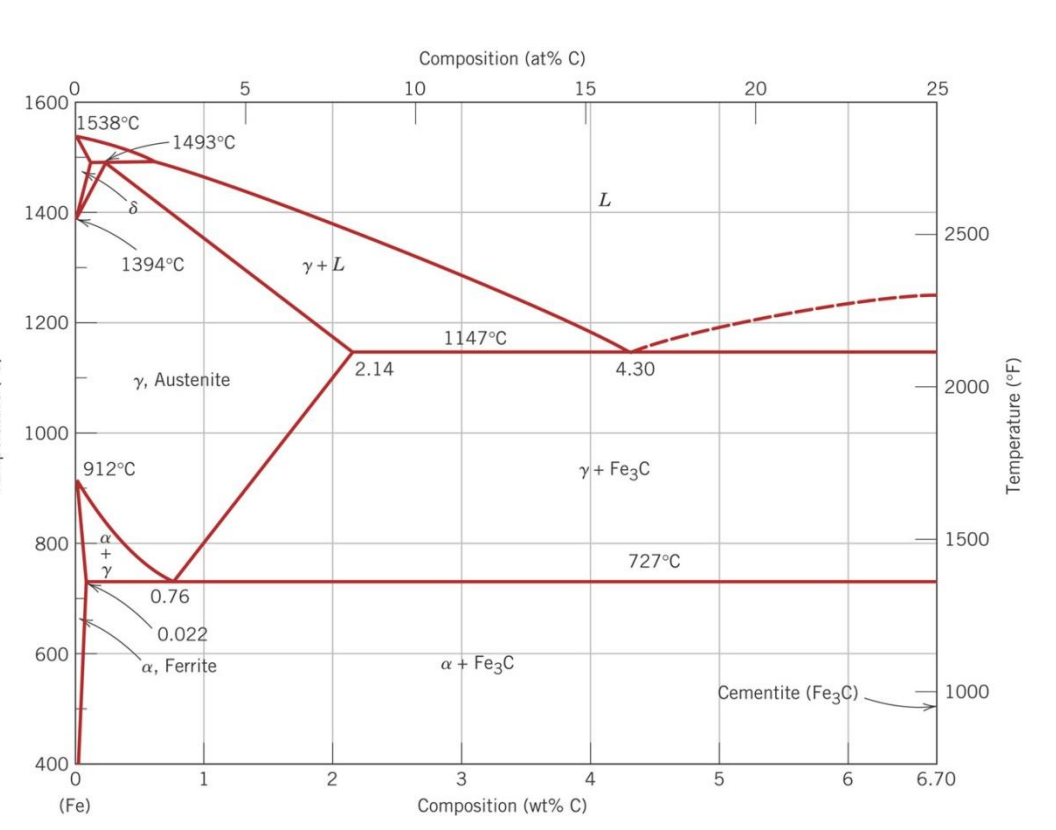 Composition (at% C)
0 5 10 15 20 25
1600
1538°C
1493°C
L
1400
δ
2500
1394°C
γ + L
1200
1147°C
2.14
4.30
γ, Austenite
2000
Temperature (°F)
1000
912°C
γ + Fe₃C
800
α
+
γ
1500
727°C
0.76
0.022
600
α, Ferrite
α + Fe₃C
Cementite (Fe₃C)
1000
400
0 1 2 3 4 5 6 6.70
(Fe)
Composition (wt% C)